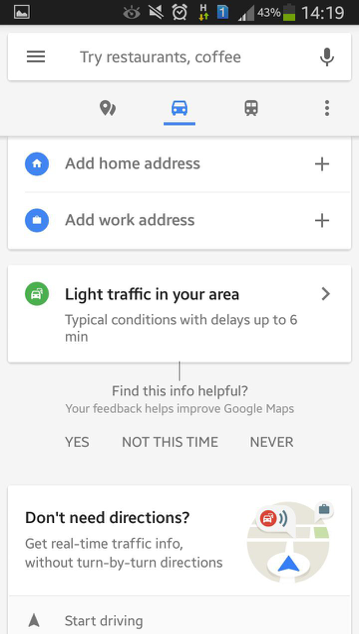 H 1 43% 14:19
Try restaurants, coffee
Add home address
Add work address
Light traffic in your area
Typical conditions with delays up to 6
min
Find this info helpful?
Your feedback helps improve Google Maps
YES NOT THIS TIME NEVER
Don't need directions?
Get real-time traffic info,
without turn-by-turn directions
Start driving